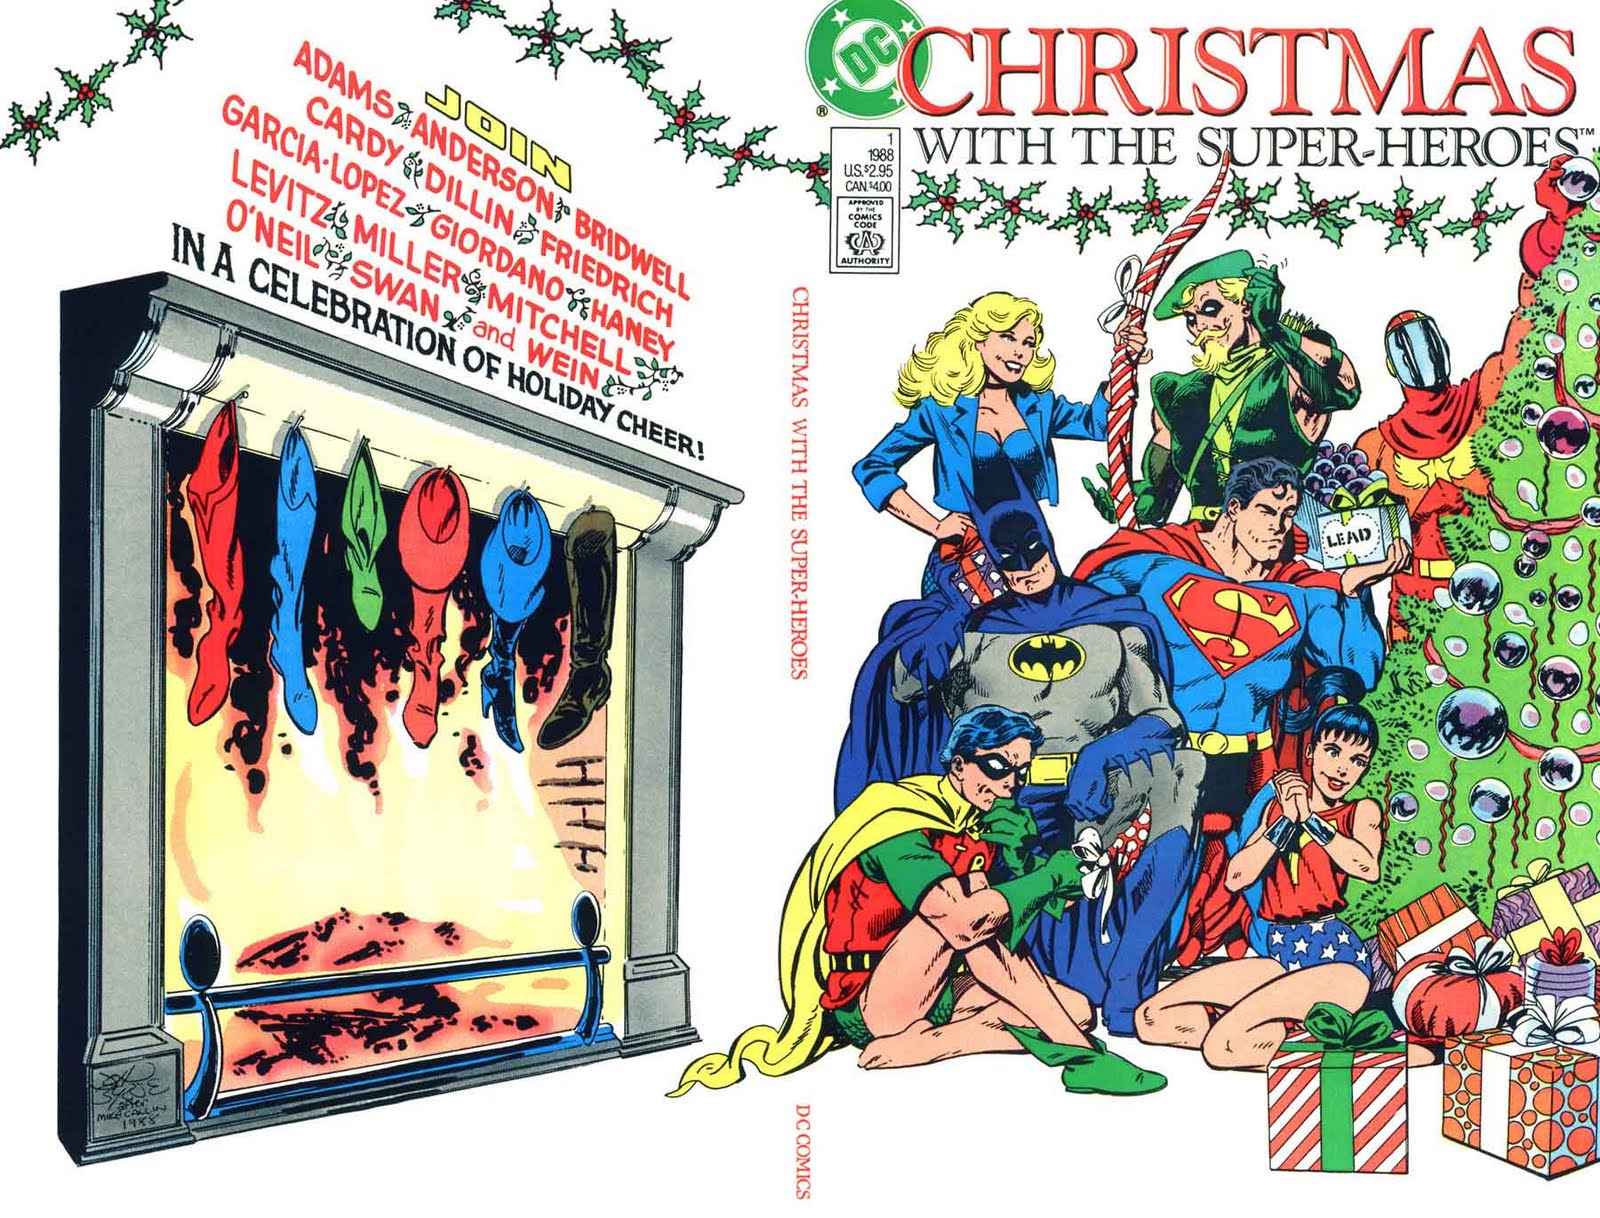 JOIN
ADAMS ANDERSON BRIDWELL
CARDY DILLIN FRIEDRICH
GARCIA-LOPEZ GIORDANO HANEY
LEVITZ MILLER MITCHELL
O'NEIL SWAN and WEIN
IN A CELEBRATION OF HOLIDAY CHEER!
MIKE CALLIN
1988
CHRISTMAS WITH THE SUPER-HEROES
DC COMICS
DC
®
CHRISTMAS
WITH THE SUPER-HEROES™
1
1988
U.S. $2.95
CAN. $4.00
APPROVED
BY THE
COMICS
CODE
CA
AUTHORITY
LEAD
S
R